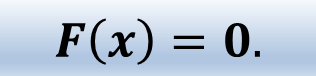 F(x) = 0.